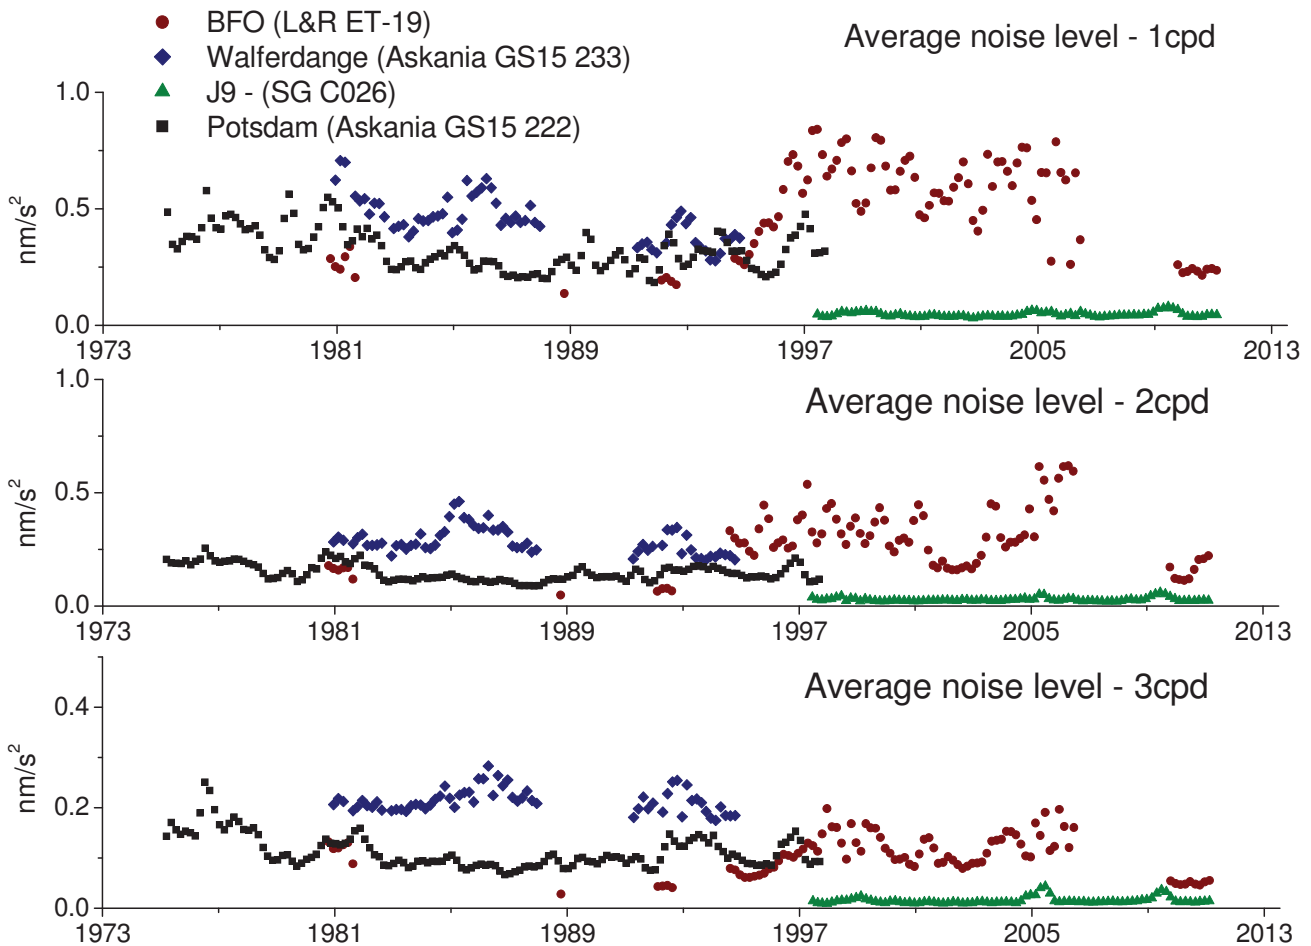 BFO (L&R ET-19)
Walferdange (Askania GS15 233)
J9 - (SG C026)
Potsdam (Askania GS15 222)
Average noise level - 1cpd
1.0
0.5
0.0
nm/s²
1973 1981 1989 1997 2005 2013
Average noise level - 2cpd
1.0
0.5
0.0
nm/s²
1973 1981 1989 1997 2005 2013
Average noise level - 3cpd
0.4
0.2
0.0
nm/s²
1973 1981 1989 1997 2005 2013